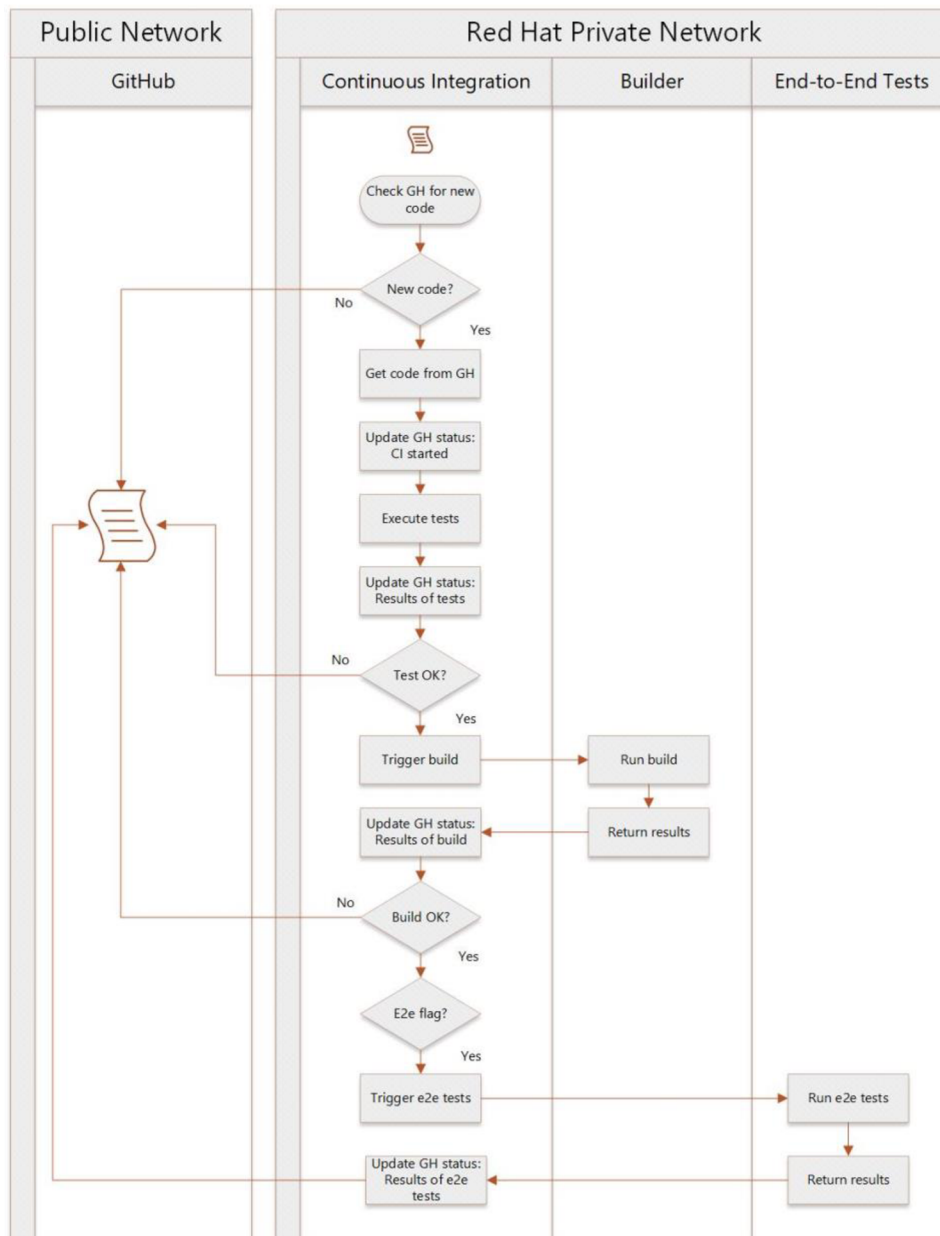 Public Network
Red Hat Private Network
GitHub
Continuous Integration
Builder
End-to-End Tests
Check GH for new
code
New code?
No
Yes
Get code from GH
Update GH status:
CI started
Execute tests
Update GH status:
Results of tests
No
Test OK?
Yes
Trigger build
Run build
Update GH status:
Results of build
Return results
No
Build OK?
Yes
E2e flag?
Yes
Trigger e2e tests
Run e2e tests
Update GH status:
Results of e2e
tests
Return results